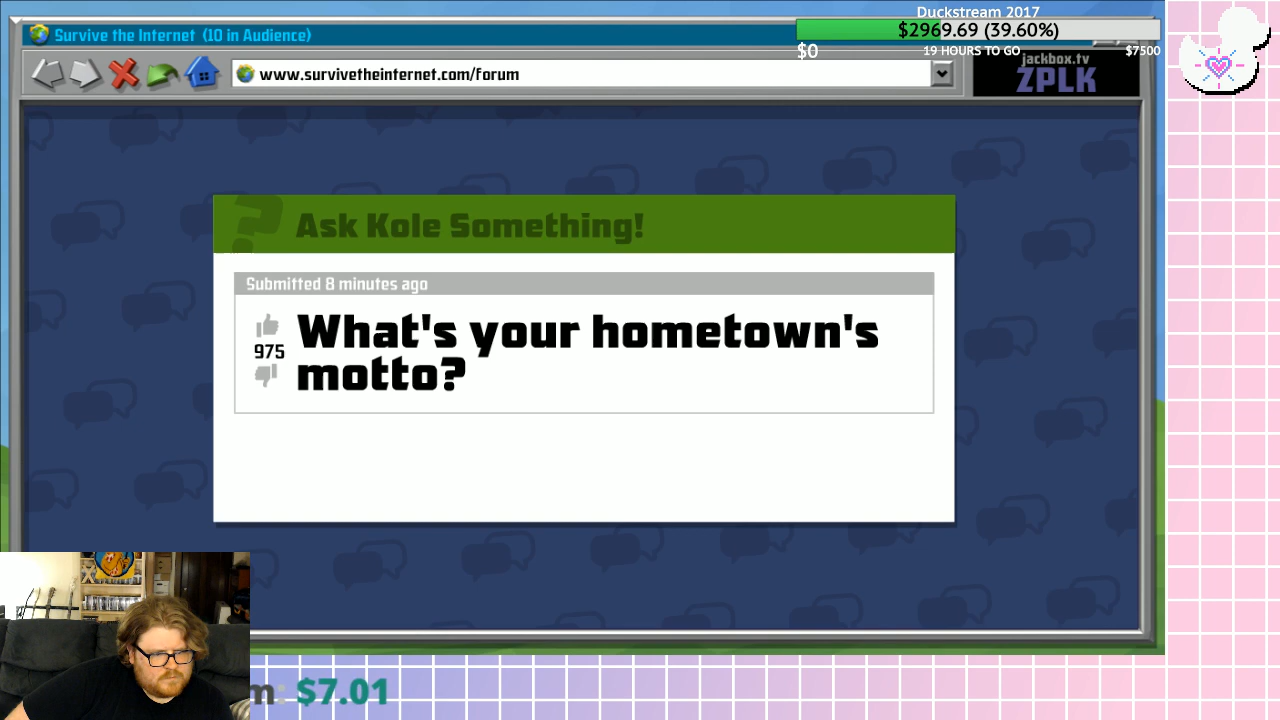 Duckstream 2017
Survive the Internet (10 in Audience)
$2969.69 (39.60%)
$0
19 HOURS TO GO
$7500
www.survivetheinternet.com/forum
jackbox.tv
ZPLK
Ask Kole Something!
Submitted 8 minutes ago
975
What's your hometown's
motto?
m: $7.01